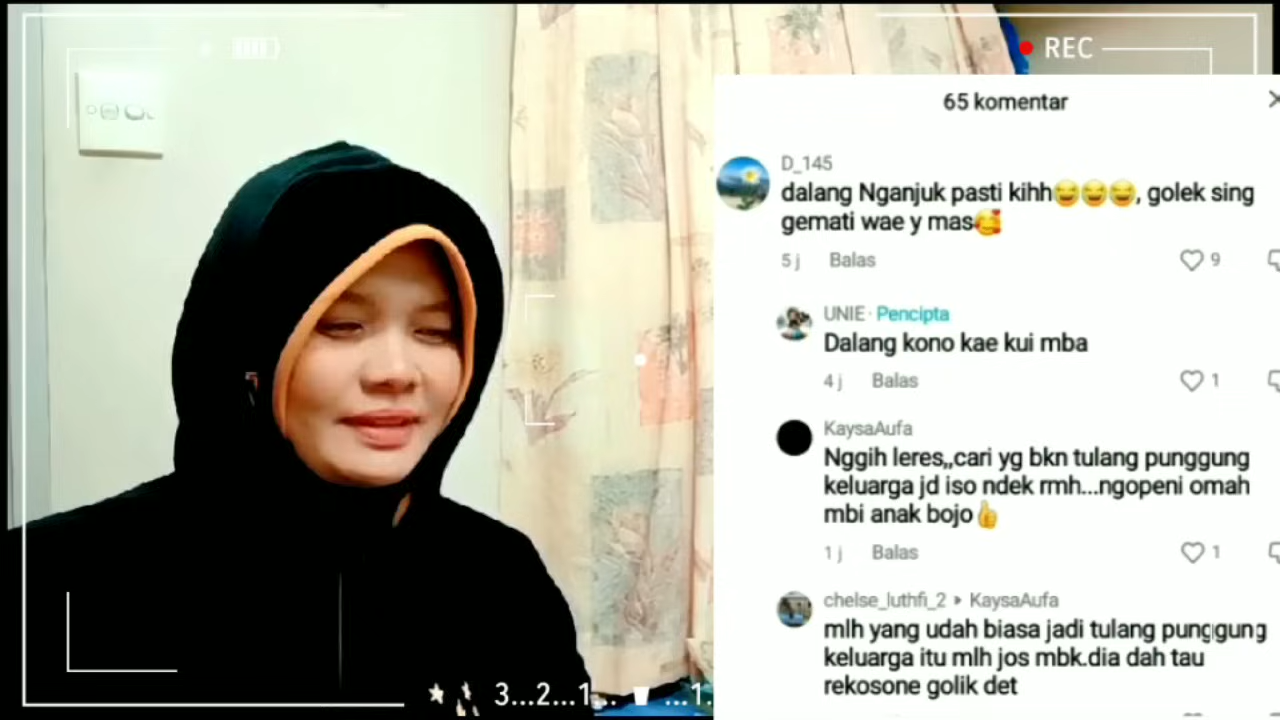 REC
65 komentar
D_145
dalang Nganjuk pasti kihh😂😂😂, golek sing
gemati wae y mas🥰
5 j Balas 9
UNIE · Pencipta
Dalang kono kae kui mba
4 j Balas 1
KaysaAufa
Nggih leres,,cari yg bkn tulang punggung
keluarga jd iso ndek rmh...ngopeni omah
mbi anak bojo👍
1 j Balas 1
chelse_luthfi_2 ▸ KaysaAufa
mlh yang udah biasa jadi tulang punggung
keluarga itu mlh jos mbk.dia dah tau
rekosone golik det
3...2...1... ...1.